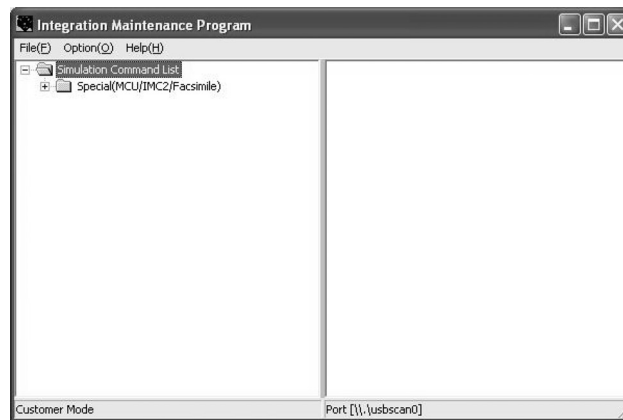 Integration Maintenance Program
File(F) Option(O) Help(H)
Simulation Command List
Special(MCU/IMC2/Facsimile)
Customer Mode Port [\\.\usbscan0]